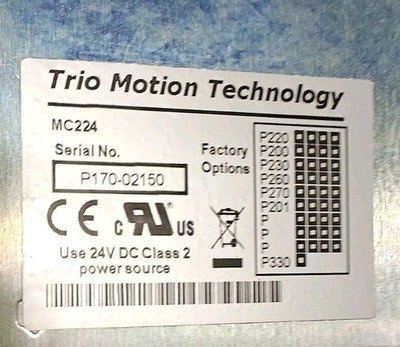 Trio Motion Technology
MC224
Serial No.
P170-02150
CE c RU US
Use 24V DC Class 2
power source
Factory
Options
P220
P200
P230
P260
P270
P201
P
P
P
P330